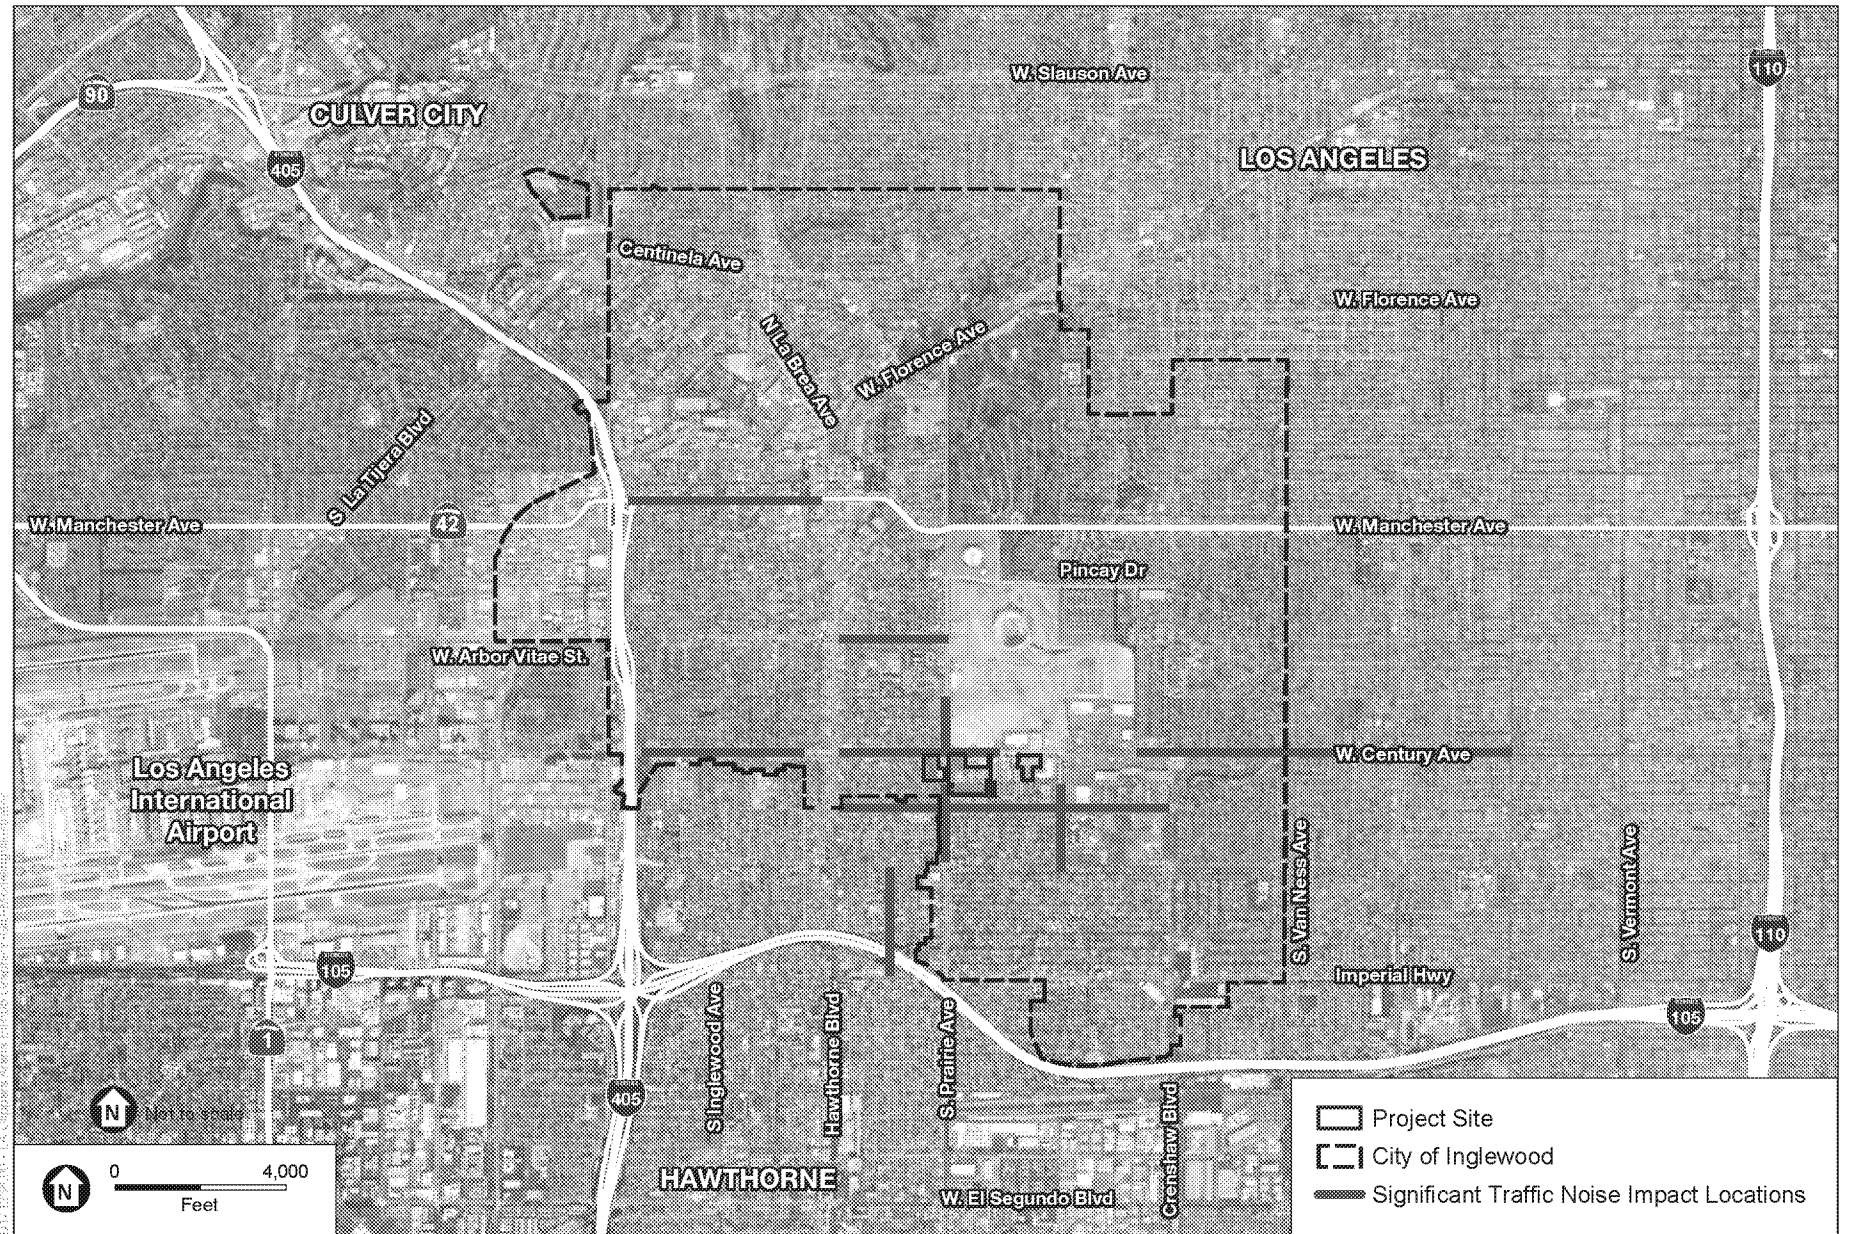 W. Slauson Ave
110
90
CULVER CITY
LOS ANGELES
405
Centinela Ave
W. Florence Ave
N La Brea Ave
W. Florence Ave
S La Tijera Blvd
W. Manchester Ave
42
W. Manchester Ave
Pincay Dr
W. Arbor Vitae St.
W. Century Ave
Los Angeles
International
Airport
S. Van Ness Ave
S. Vermont Ave
110
105
Imperial Hwy
105
1
S Inglewood Ave
Hawthorne Blvd
S. Prairie Ave
Crenshaw Blvd
405
N
Not to scale
HAWTHORNE
W. El Segundo Blvd
N
0 4,000
Feet
Project Site
City of Inglewood
Significant Traffic Noise Impact Locations